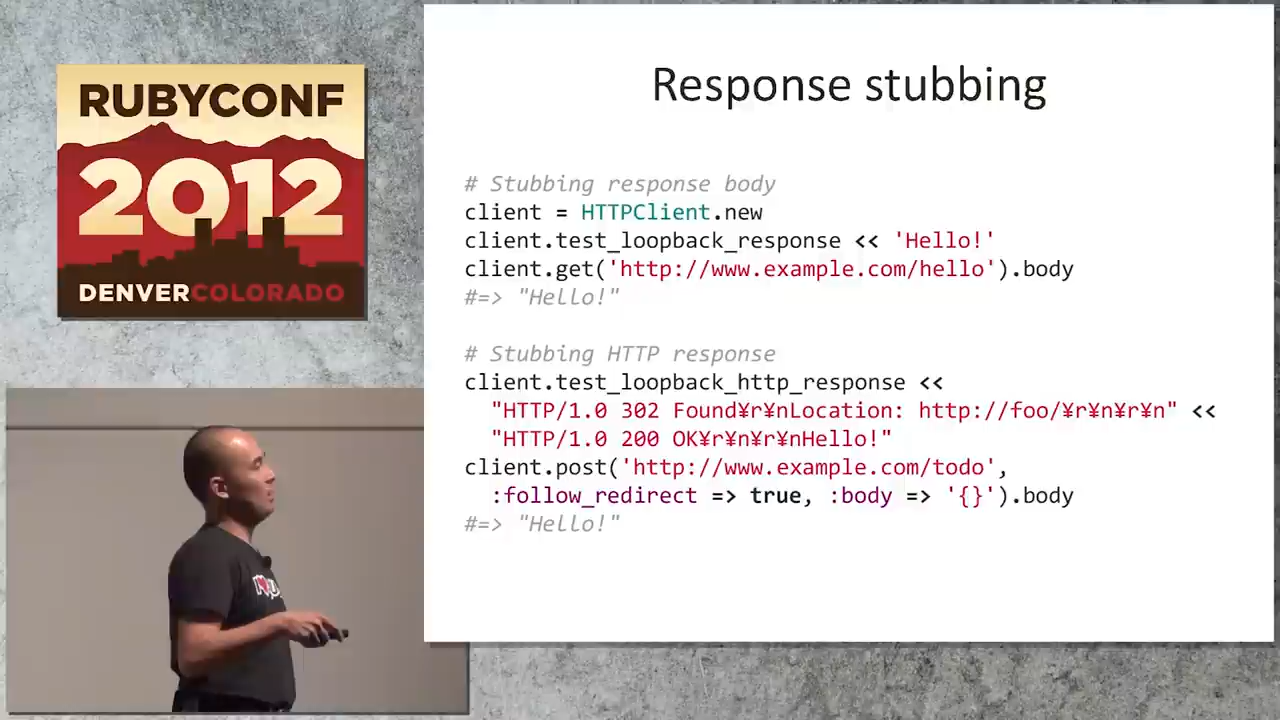 RUBYCONF
2012
DENVERCOLORADO
Response stubbing
# Stubbing response body
client = HTTPClient.new
client.test_loopback_response << 'Hello!'
client.get('http://www.example.com/hello').body
#=> "Hello!"
# Stubbing HTTP response
client.test_loopback_http_response <<
"HTTP/1.0 302 Found¥r¥nLocation: http://foo/¥r¥n¥r¥n" <<
"HTTP/1.0 200 OK¥r¥n¥r¥nHello!"
client.post('http://www.example.com/todo',
:follow_redirect => true, :body => '{}').body
#=> "Hello!"